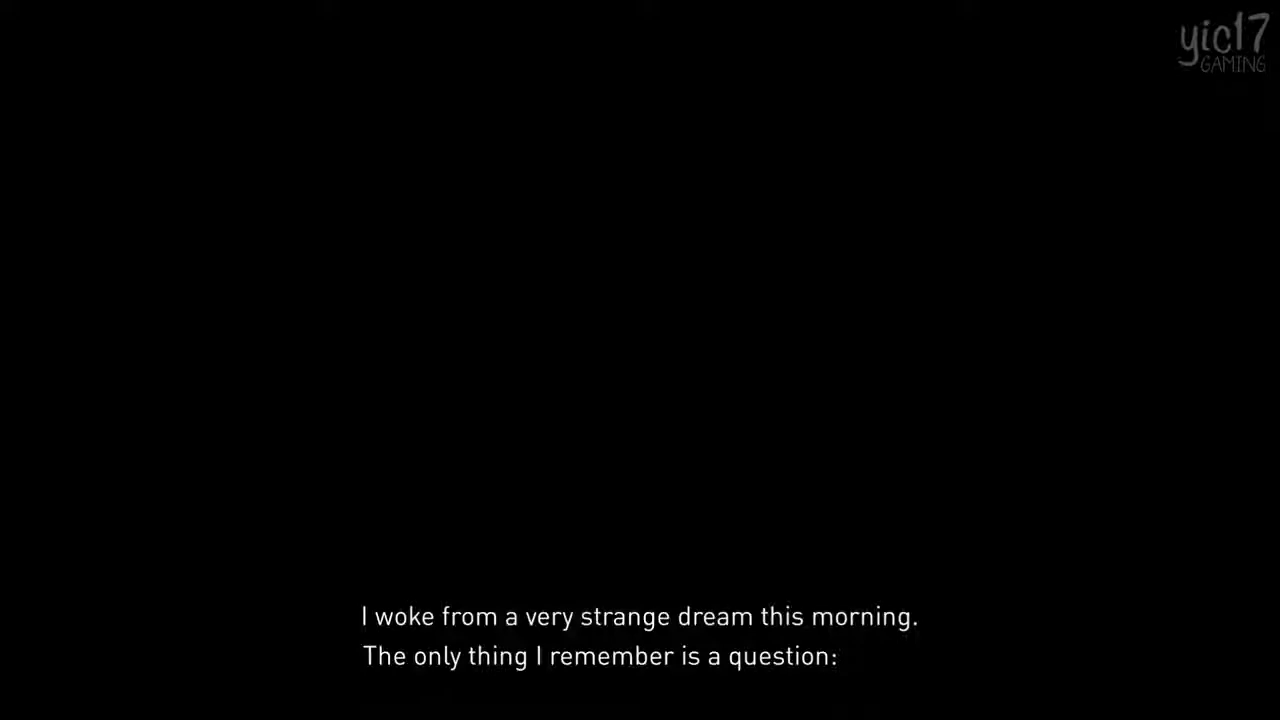 yic17
GAMING
I woke from a very strange dream this morning.
The only thing I remember is a question: